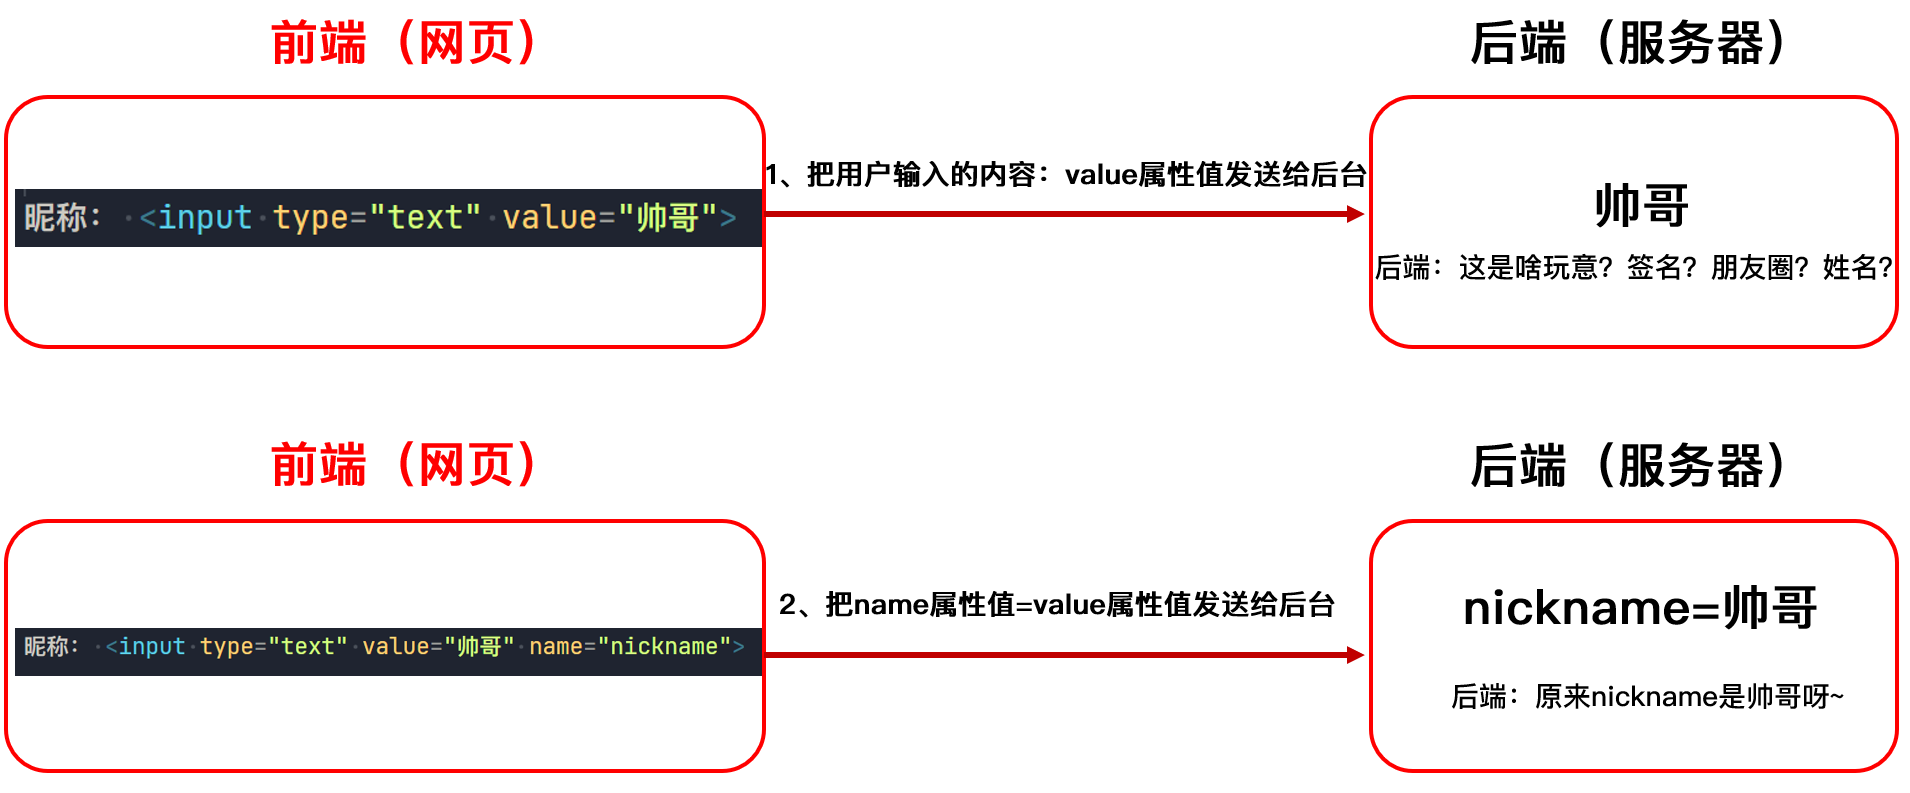 前端（网页）
后端（服务器）
1、把用户输入的内容：value属性值发送给后台
昵称： <input type="text" value="帅哥">
帅哥
后端：这是啥玩意？签名？朋友圈？姓名？
前端（网页）
后端（服务器）
2、把name属性值=value属性值发送给后台
昵称： <input type="text" value="帅哥" name="nickname">
nickname=帅哥
后端：原来nickname是帅哥呀~